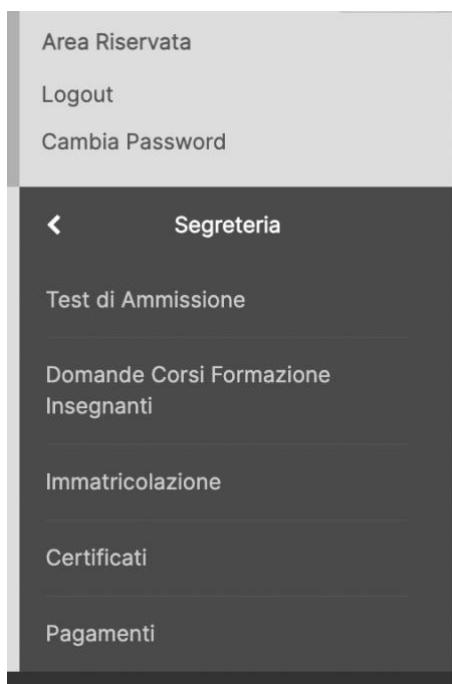 Area Riservata
Logout
Cambia Password
Segreteria
Test di Ammissione
Domande Corsi Formazione
Insegnanti
Immatricolazione
Certificati
Pagamenti